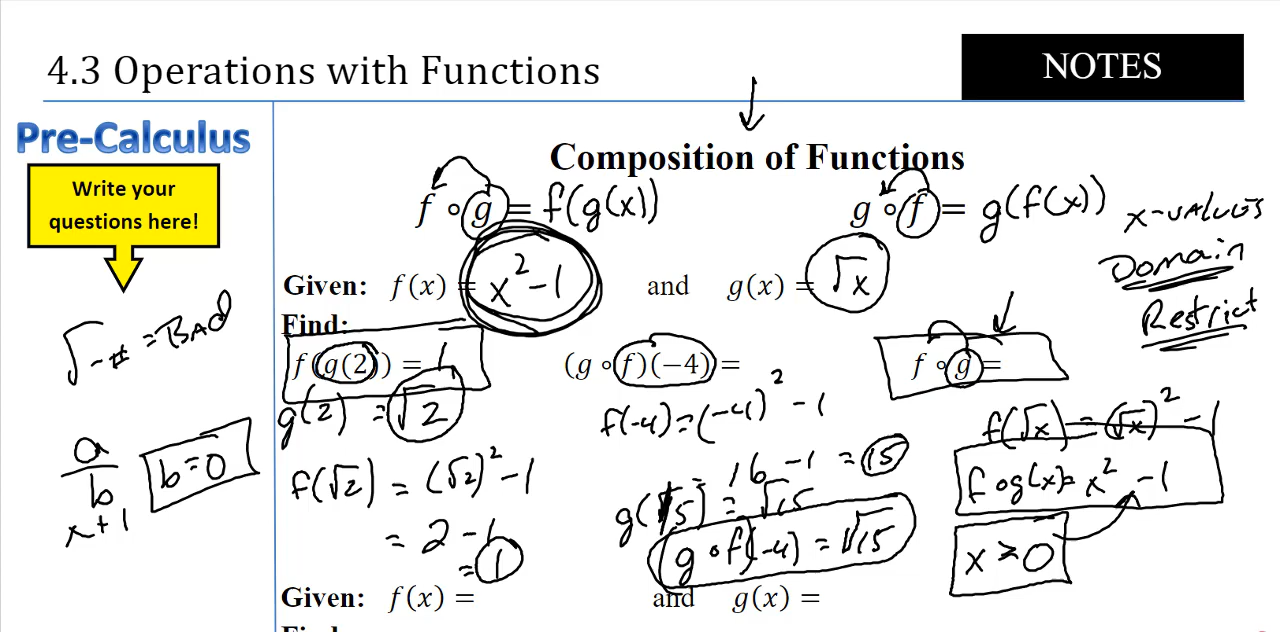 4.3 Operations with Functions
NOTES
Pre-Calculus
Write your
questions here!
Composition of Functions
f ∘ g = f(g(x))
g ∘ f = g(f(x))
x-VALUES
Domain
Restrict
Given: f(x) = x² - 1 and g(x) = √x
Find:
√-# = BAD
f(g(2)) = 1
(g ∘ f)(-4) =
f ∘ g =
g(2) = √2
f(√2) = (√2)² - 1
= 2 - 1
= 1
f(-4) = (-4)² - 1
= 16 - 1 = 15
g(15) = √15
g ∘ f(-4) = √15
f(√x) = (√x)² - 1
f ∘ g(x) = x² - 1
x ≥ 0
a/b
b = 0
x + 1
Given: f(x) = and g(x) =